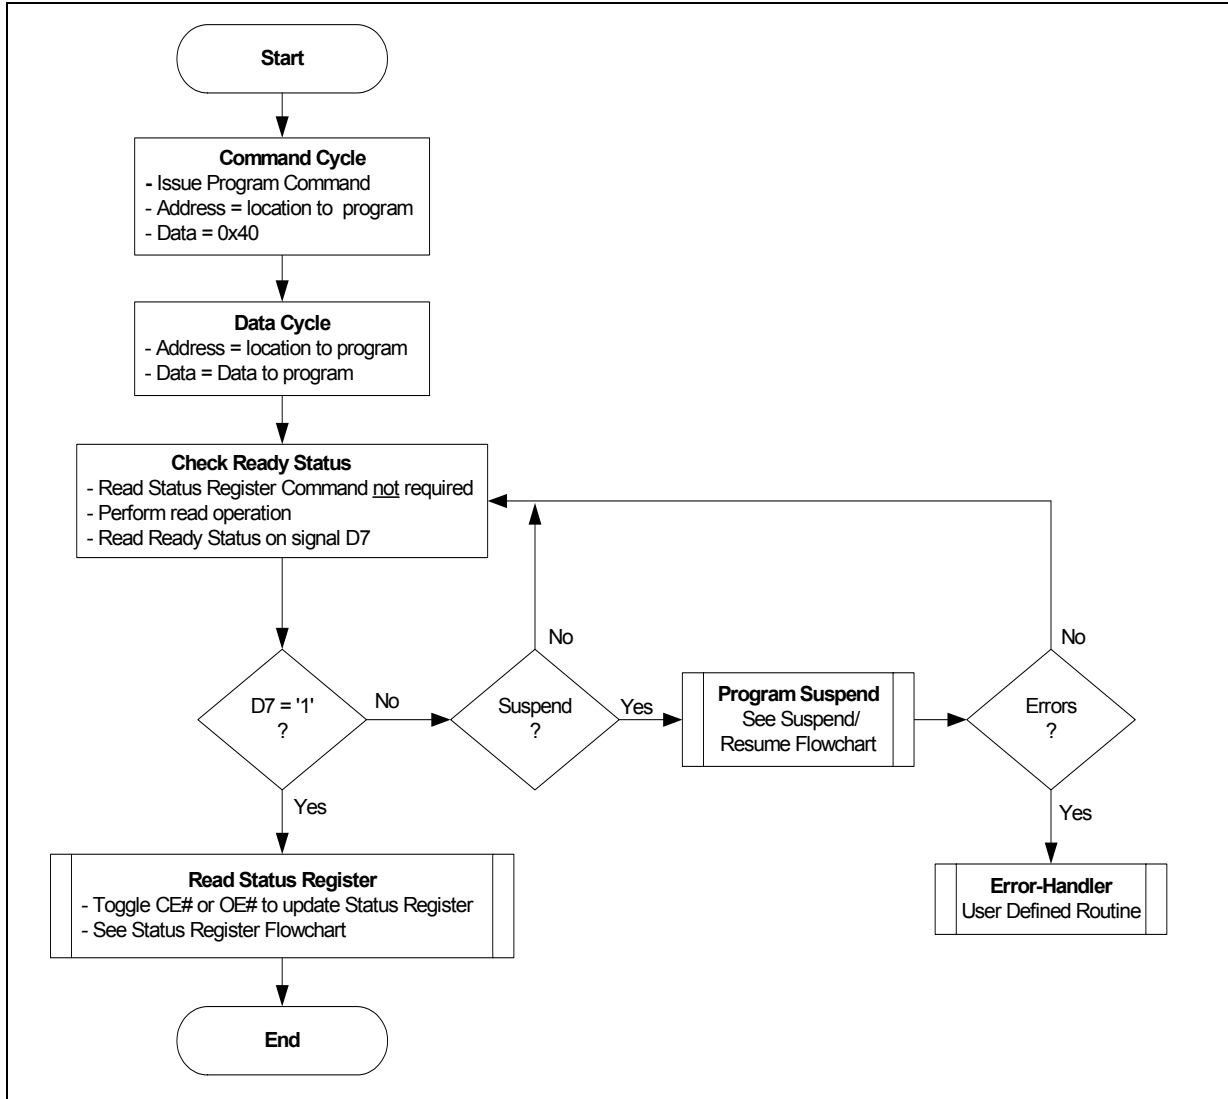 Start
Command Cycle
- Issue Program Command
- Address = location to program
- Data = 0x40
Data Cycle
- Address = location to program
- Data = Data to program
Check Ready Status
- Read Status Register Command not required
- Perform read operation
- Read Ready Status on signal D7
D7 = '1'
?
No
Yes
Suspend
?
No
Yes
Program Suspend
See Suspend/
Resume Flowchart
Errors
?
No
Yes
Error-Handler
User Defined Routine
Read Status Register
- Toggle CE# or OE# to update Status Register
- See Status Register Flowchart
End